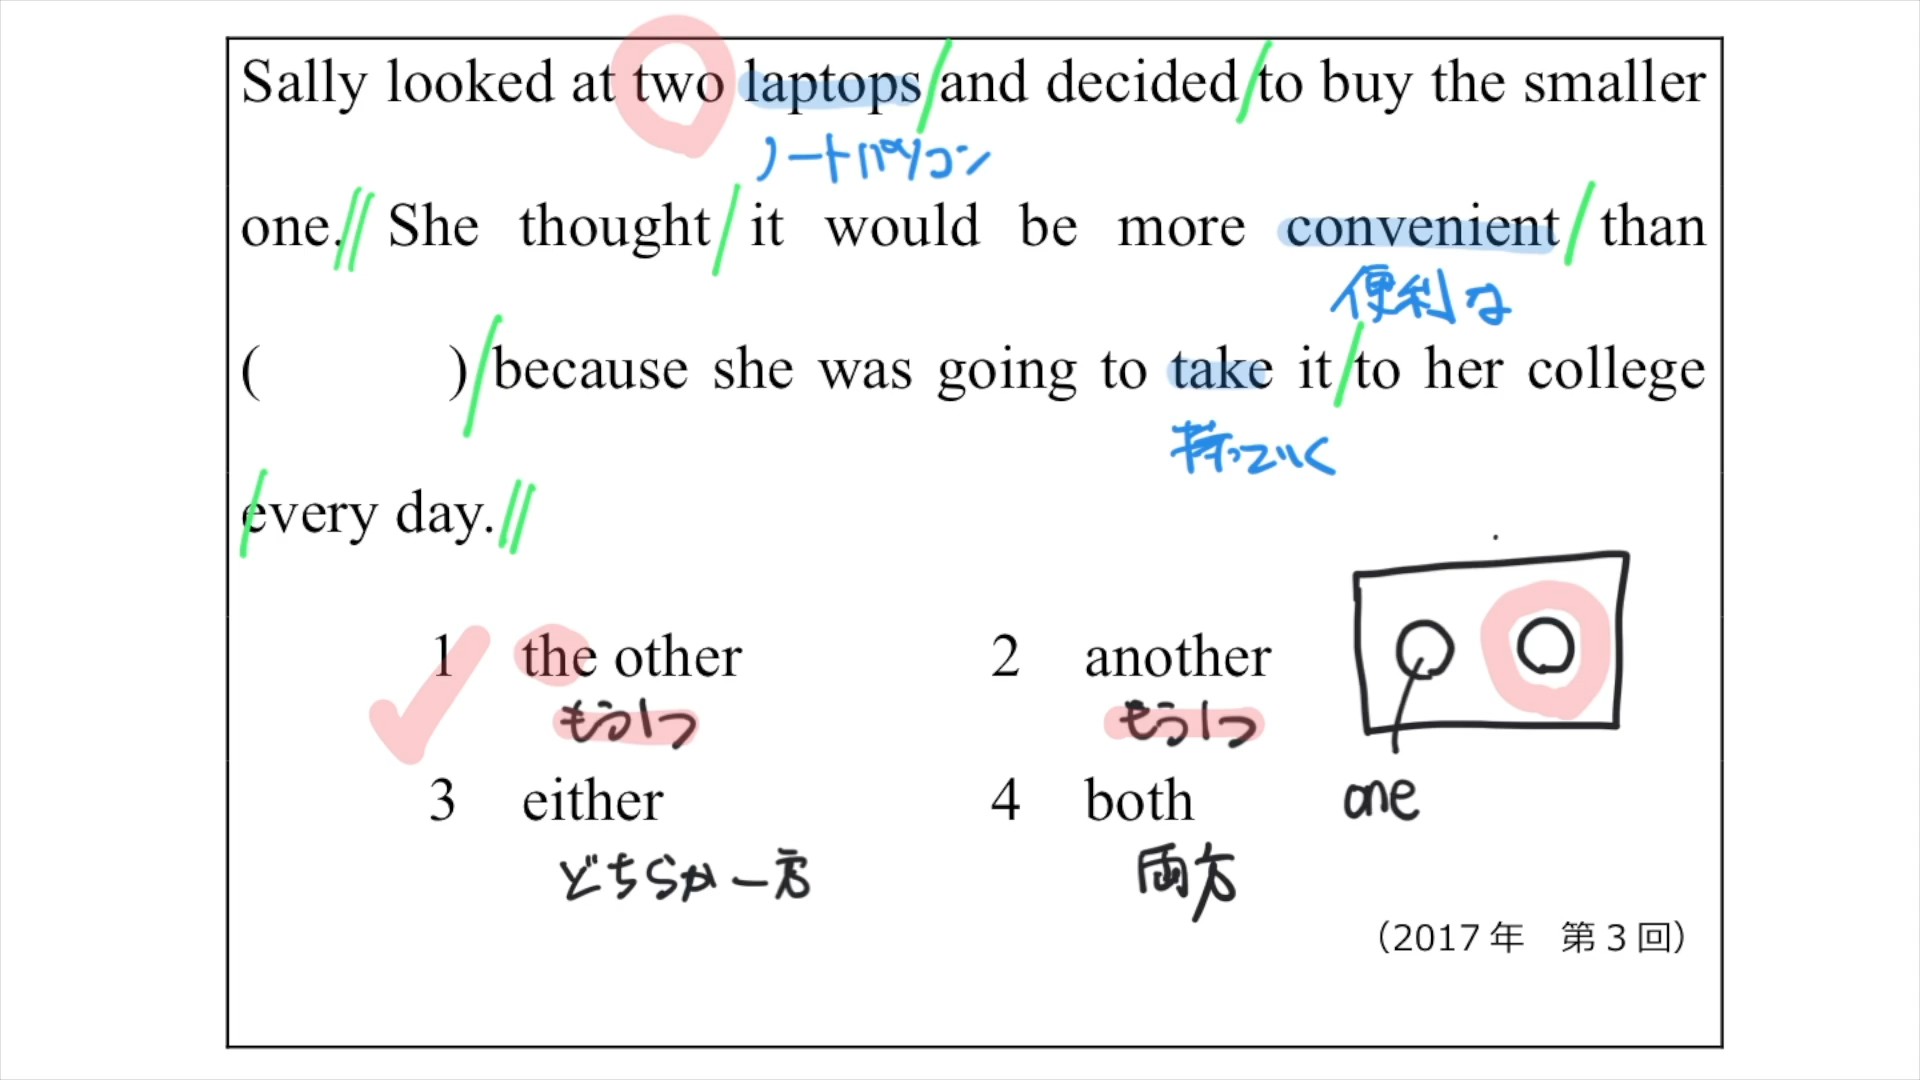 Sally looked at two laptops and decided to buy the smaller
ノートパソコン
one. She thought it would be more convenient than
便利な
( ) because she was going to take it to her college
持っていく
every day.
1 the other 2 another
もう1つ もう1つ
3 either 4 both one
どちらか一方 両方
（2017年 第3回）